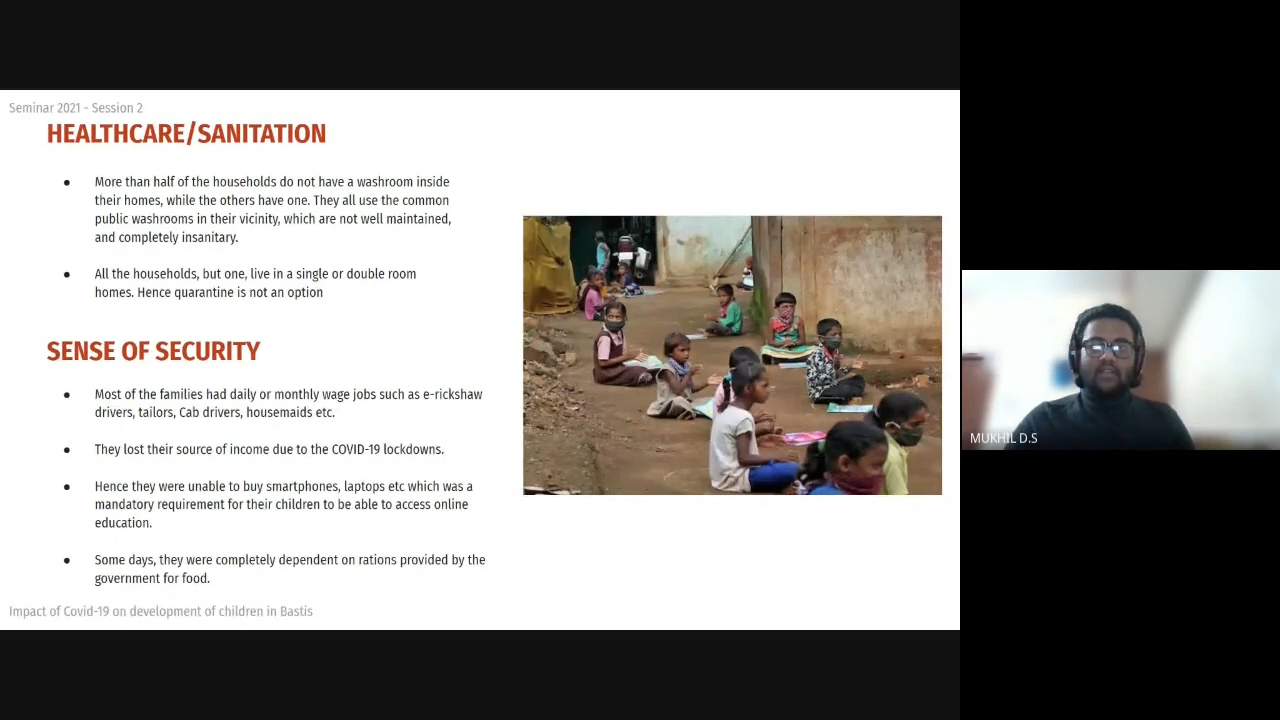 Seminar 2021 - Session 2
HEALTHCARE/SANITATION
● More than half of the households do not have a washroom inside
their homes, while the others have one. They all use the common
public washrooms in their vicinity, which are not well maintained,
and completely insanitary.
● All the households, but one, live in a single or double room
homes. Hence quarantine is not an option
SENSE OF SECURITY
● Most of the families had daily or monthly wage jobs such as e-rickshaw
drivers, tailors, Cab drivers, housemaids etc.
● They lost their source of income due to the COVID-19 lockdowns.
● Hence they were unable to buy smartphones, laptops etc which was a
mandatory requirement for their children to be able to access online
education.
● Some days, they were completely dependent on rations provided by the
government for food.
Impact of Covid-19 on development of children in Bastis
MUKHIL D.S